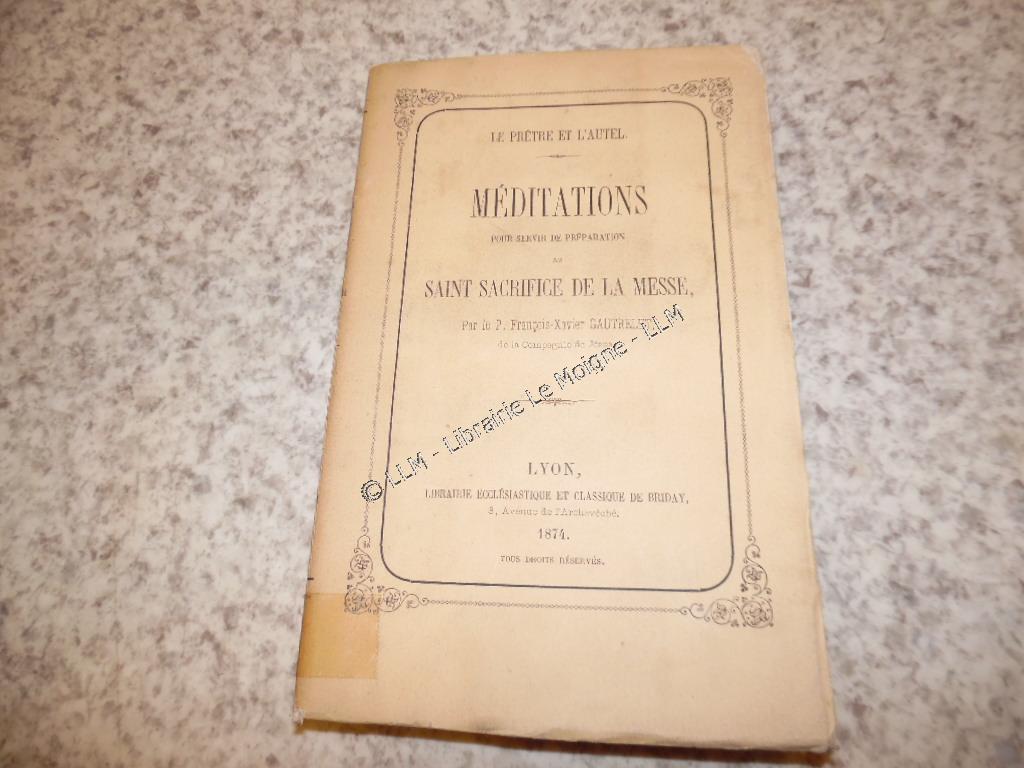 LE PRÊTRE ET L'AUTEL.
MÉDITATIONS
POUR SERVIR DE PRÉPARATION
AU
SAINT SACRIFICE DE LA MESSE,
Par le P. François-Xavier
de la Compagnie de
© LLM - Librairie Le Moigne - LLM
LYON,
LIBRAIRIE ECCLÉSIASTIQUE ET CLASSIQUE DE BRIDAY,
3, Avenue de l'Archevêché.
1874.
TOUS DROITS RÉSERVÉS.